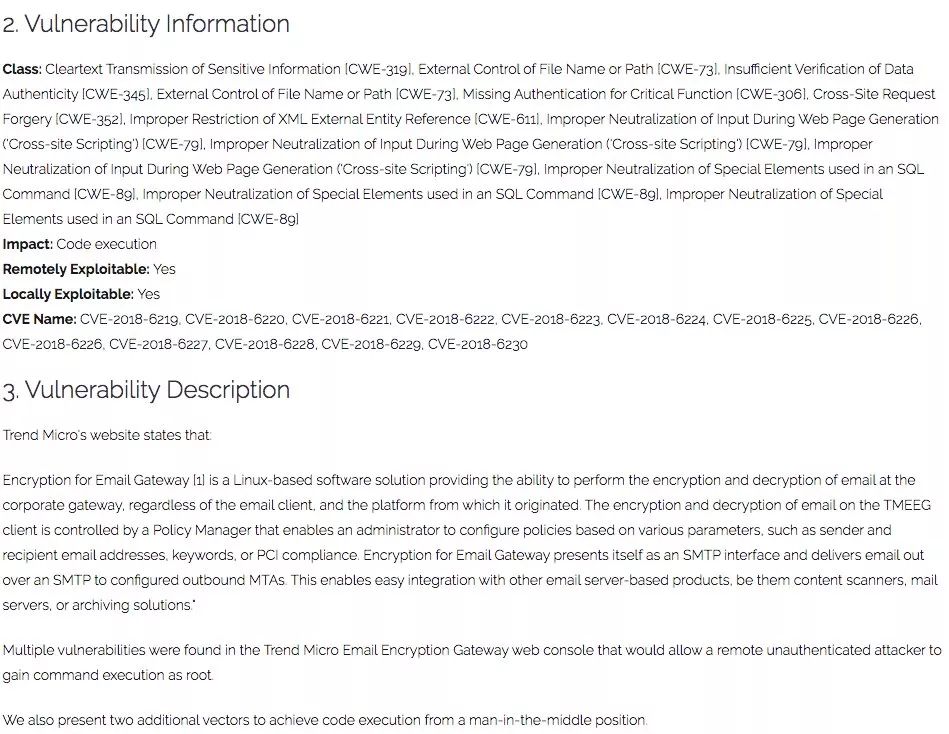 2. Vulnerability Information
Class: Cleartext Transmission of Sensitive Information [CWE-319], External Control of File Name or Path [CWE-73], Insufficient Verification of Data
Authenticity [CWE-345], External Control of File Name or Path [CWE-73], Missing Authentication for Critical Function [CWE-306], Cross-Site Request
Forgery [CWE-352], Improper Restriction of XML External Entity Reference [CWE-611], Improper Neutralization of Input During Web Page Generation
('Cross-site Scripting') [CWE-79], Improper Neutralization of Input During Web Page Generation ('Cross-site Scripting') [CWE-79], Improper
Neutralization of Input During Web Page Generation ('Cross-site Scripting') [CWE-79], Improper Neutralization of Special Elements used in an SQL
Command [CWE-89], Improper Neutralization of Special Elements used in an SQL Command [CWE-89], Improper Neutralization of Special
Elements used in an SQL Command [CWE-89]
Impact: Code execution
Remotely Exploitable: Yes
Locally Exploitable: Yes
CVE Name: CVE-2018-6219, CVE-2018-6220, CVE-2018-6221, CVE-2018-6222, CVE-2018-6223, CVE-2018-6224, CVE-2018-6225, CVE-2018-6226,
CVE-2018-6226, CVE-2018-6227, CVE-2018-6228, CVE-2018-6229, CVE-2018-6230
3. Vulnerability Description
Trend Micro's website states that:
Encryption for Email Gateway [1] is a Linux-based software solution providing the ability to perform the encryption and decryption of email at the
corporate gateway, regardless of the email client, and the platform from which it originated. The encryption and decryption of email on the TMEEG
client is controlled by a Policy Manager that enables an administrator to configure policies based on various parameters, such as sender and
recipient email addresses, keywords, or PCI compliance. Encryption for Email Gateway presents itself as an SMTP interface and delivers email out
over an SMTP to configured outbound MTAs. This enables easy integration with other email server-based products, be them content scanners, mail
servers, or archiving solutions."
Multiple vulnerabilities were found in the Trend Micro Email Encryption Gateway web console that would allow a remote unauthenticated attacker to
gain command execution as root.
We also present two additional vectors to achieve code execution from a man-in-the-middle position.